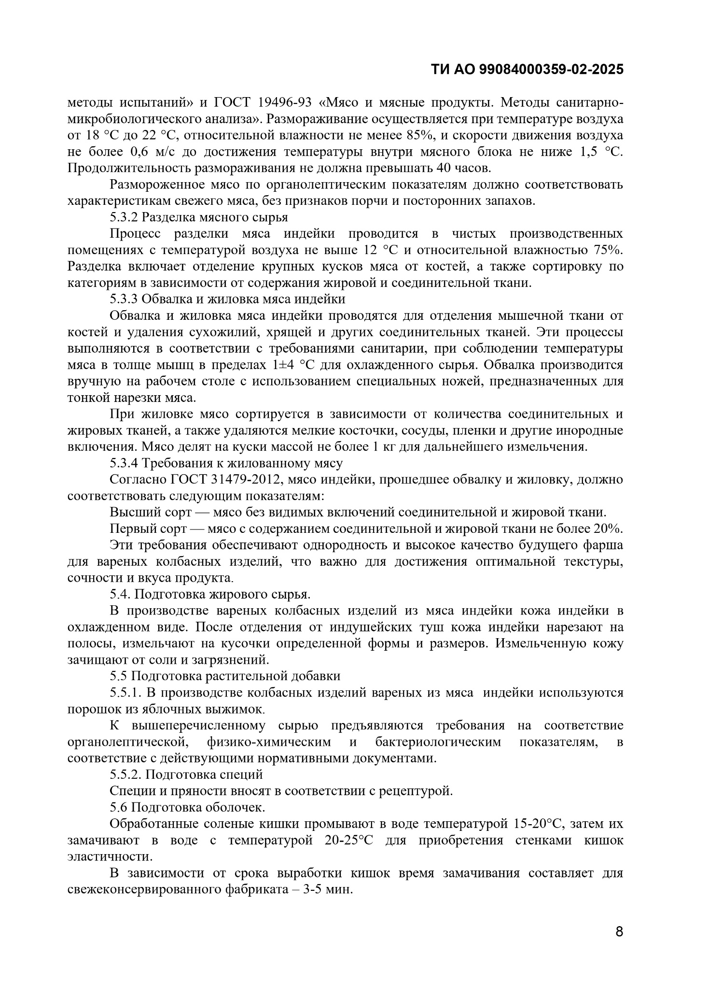 ТИ АО 99084000359-02-2025
методы испытаний» и ГОСТ 19496-93 «Мясо и мясные продукты. Методы санитарно-
микробиологического анализа». Размораживание осуществляется при температуре воздуха
от 18 °С до 22 °С, относительной влажности не менее 85%, и скорости движения воздуха
не более 0,6 м/с до достижения температуры внутри мясного блока не ниже 1,5 °С.
Продолжительность размораживания не должна превышать 40 часов.
Размороженное мясо по органолептическим показателям должно соответствовать
характеристикам свежего мяса, без признаков порчи и посторонних запахов.
5.3.2 Разделка мясного сырья
Процесс разделки мяса индейки проводится в чистых производственных
помещениях с температурой воздуха не выше 12 °С и относительной влажностью 75%.
Разделка включает отделение крупных кусков мяса от костей, а также сортировку по
категориям в зависимости от содержания жировой и соединительной ткани.
5.3.3 Обвалка и жиловка мяса индейки
Обвалка и жиловка мяса индейки проводятся для отделения мышечной ткани от
костей и удаления сухожилий, хрящей и других соединительных тканей. Эти процессы
выполняются в соответствии с требованиями санитарии, при соблюдении температуры
мяса в толще мышц в пределах 1±4 °С для охлажденного сырья. Обвалка производится
вручную на рабочем столе с использованием специальных ножей, предназначенных для
тонкой нарезки мяса.
При жиловке мясо сортируется в зависимости от количества соединительных и
жировых тканей, а также удаляются мелкие косточки, сосуды, пленки и другие инородные
включения. Мясо делят на куски массой не более 1 кг для дальнейшего измельчения.
5.3.4 Требования к жилованному мясу
Согласно ГОСТ 31479-2012, мясо индейки, прошедшее обвалку и жиловку, должно
соответствовать следующим показателям:
Высший сорт — мясо без видимых включений соединительной и жировой ткани.
Первый сорт — мясо с содержанием соединительной и жировой ткани не более 20%.
Эти требования обеспечивают однородность и высокое качество будущего фарша
для вареных колбасных изделий, что важно для достижения оптимальной текстуры,
сочности и вкуса продукта.
5.4. Подготовка жирового сырья.
В производстве вареных колбасных изделий из мяса индейки кожа индейки в
охлажденном виде. После отделения от индушейских туш кожа индейки нарезают на
полосы, измельчают на кусочки определенной формы и размеров. Измельченную кожу
зачищают от соли и загрязнений.
5.5 Подготовка растительной добавки
5.5.1. В производстве колбасных изделий вареных из мяса  индейки используются
порошок из яблочных выжимок.
К вышеперечисленному сырью предъявляются требования на соответствие
органолептической, физико-химическим и бактериологическим показателям, в
соответствие с действующими нормативными документами.
5.5.2. Подготовка специй
Специи и пряности вносят в соответствии с рецептурой.
5.6 Подготовка оболочек.
Обработанные соленые кишки промывают в воде температурой 15-20°С, затем их
замачивают в воде с температурой 20-25°С для приобретения стенками кишок
эластичности.
В зависимости от срока выработки кишок время замачивания составляет для
свежеконсервированного фабриката – 3-5 мин.
8